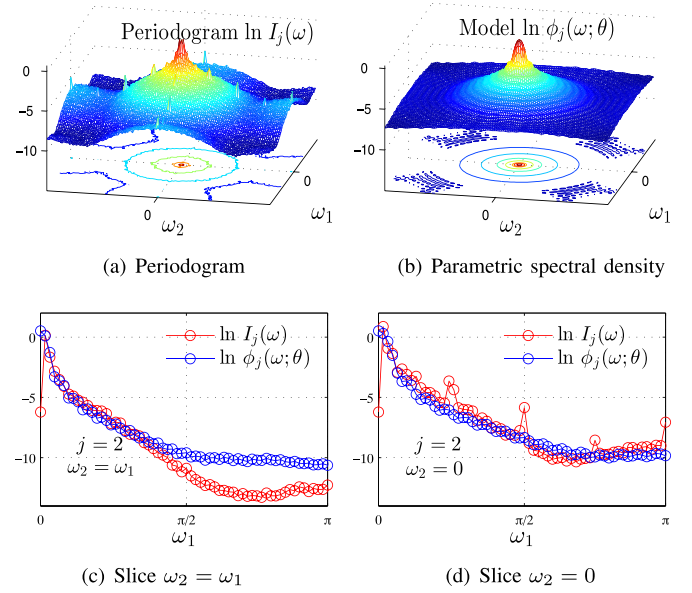 Periodogram ln I_j(ω)
Model ln ϕ_j(ω; θ)
0
−5
−10
0
ω_2
0
ω_1
0
−5
−10
0
ω_2
0
ω_1
(a) Periodogram
(b) Parametric spectral density
0
−5
−10
ln I_j(ω)
ln ϕ_j(ω; θ)
j = 2
ω_2 = ω_1
0
π/2
π
ω_1
0
−5
−10
ln I_j(ω)
ln ϕ_j(ω; θ)
j = 2
ω_2 = 0
0
π/2
π
ω_1
(c) Slice ω_2 = ω_1
(d) Slice ω_2 = 0